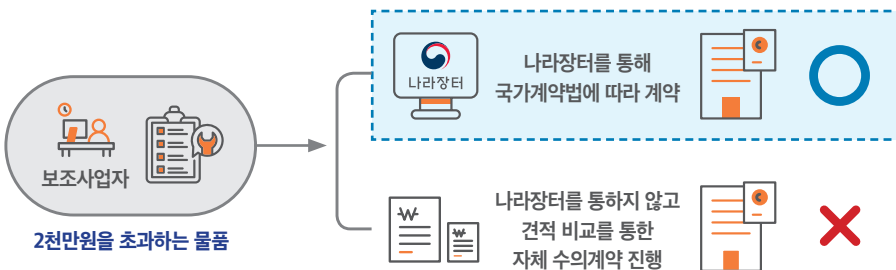 보조사업자
2천만원을 초과하는 물품
나라장터
나라장터를 통해
국가계약법에 따라 계약
₩
₩
나라장터를 통하지 않고
견적 비교를 통한
자체 수의계약 진행